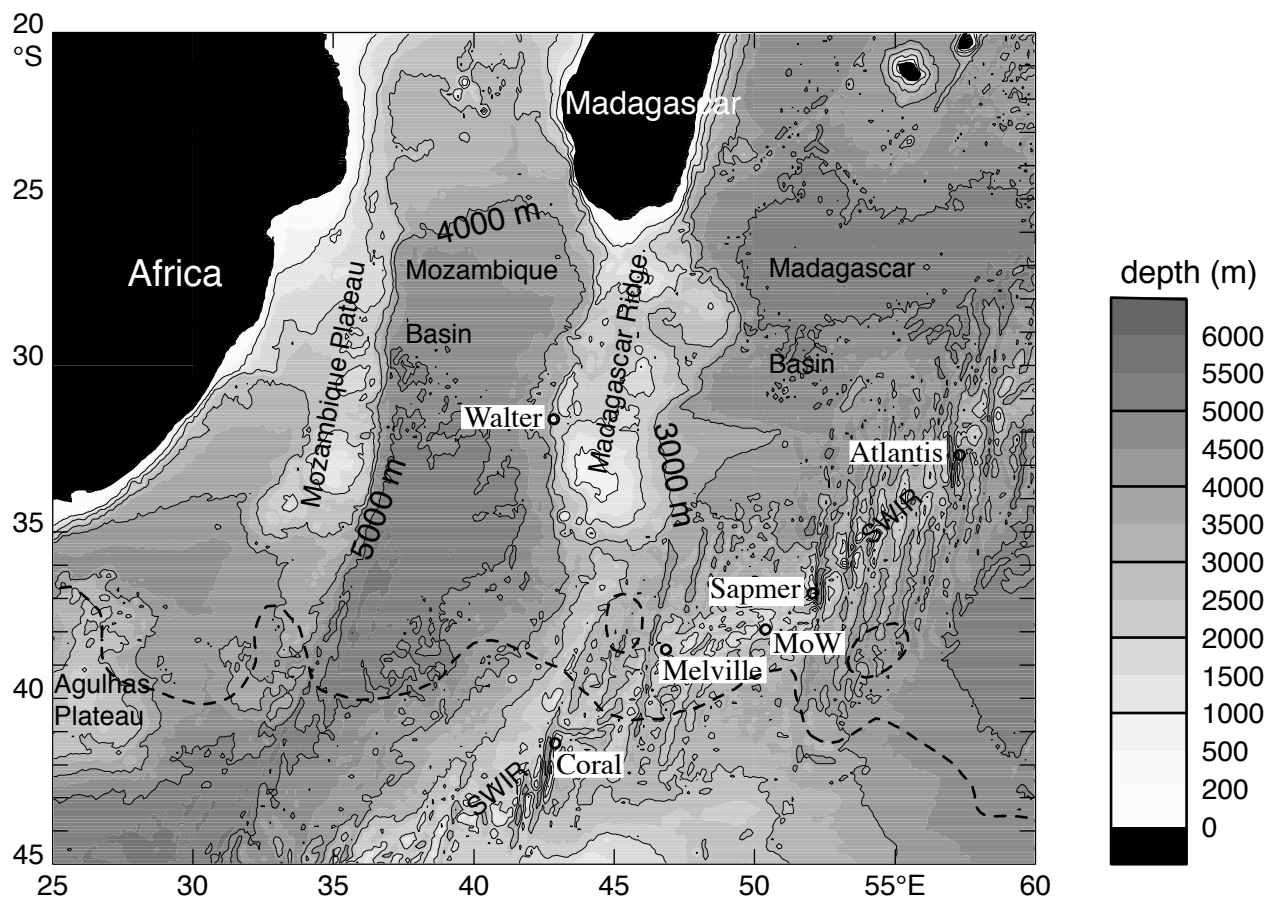 20
°S
25
30
35
40
45
25
30
35
40
45
50
55°E
60
Africa
Madagascar
4000 m
Mozambique
Basin
Mozambique Plateau
Madagascar Ridge
Madagascar
Basin
Walter
3000 m
5000 m
Atlantis
SWIR
Sapmer
MoW
Melville
Agulhas
Plateau
Coral
SWIR
depth (m)
6000
5500
5000
4500
4000
3500
3000
2500
2000
1500
1000
500
200
0